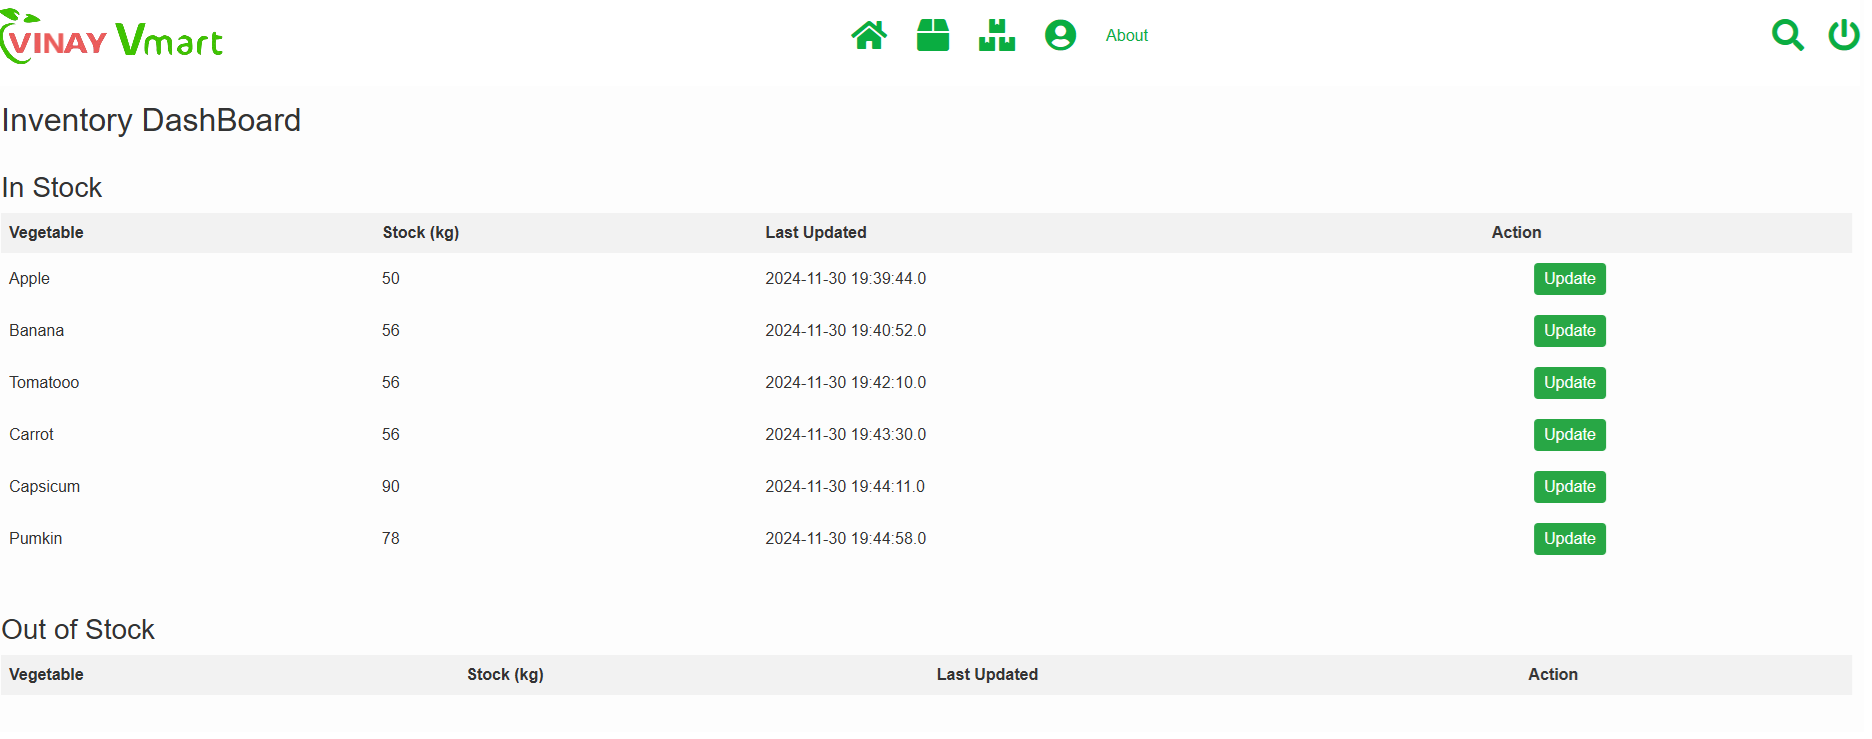 VINAY Vmart
About
Inventory DashBoard
In Stock
Vegetable Stock (kg) Last Updated Action
Apple 50 2024-11-30 19:39:44.0 Update
Banana 56 2024-11-30 19:40:52.0 Update
Tomatooo 56 2024-11-30 19:42:10.0 Update
Carrot 56 2024-11-30 19:43:30.0 Update
Capsicum 90 2024-11-30 19:44:11.0 Update
Pumkin 78 2024-11-30 19:44:58.0 Update
Out of Stock
Vegetable Stock (kg) Last Updated Action